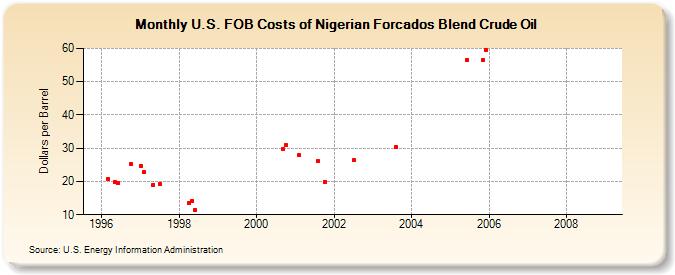 Monthly U.S. FOB Costs of Nigerian Forcados Blend Crude Oil
Dollars per Barrel
60
50
40
30
20
10
1996 1998 2000 2002 2004 2006 2008
Source: U.S. Energy Information Administration